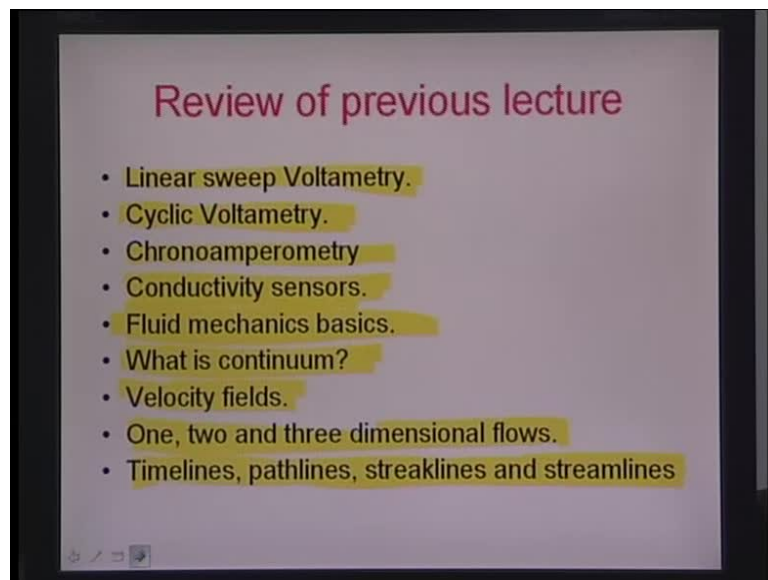 Review of previous lecture
• Linear sweep Voltametry.
• Cyclic Voltametry.
• Chronoamperometry
• Conductivity sensors.
• Fluid mechanics basics.
• What is continuum?
• Velocity fields.
• One, two and three dimensional flows.
• Timelines, pathlines, streaklines and streamlines